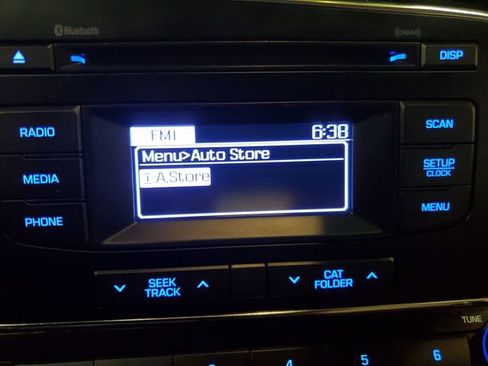 Bluetooth
DISP
RADIO
FM1 6:38
SCAN
Menu>Auto Store
MEDIA
A.Store
SETUP
CLOCK
PHONE
MENU
SEEK
TRACK
CAT
FOLDER
TUNE
4 5 6